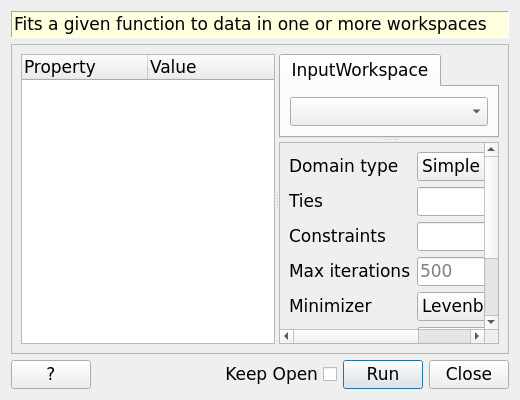 Fits a given function to data in one or more workspaces
Property Value
InputWorkspace
Domain type Simple
Ties
Constraints
Max iterations 500
Minimizer Levenb
? Keep Open Run Close